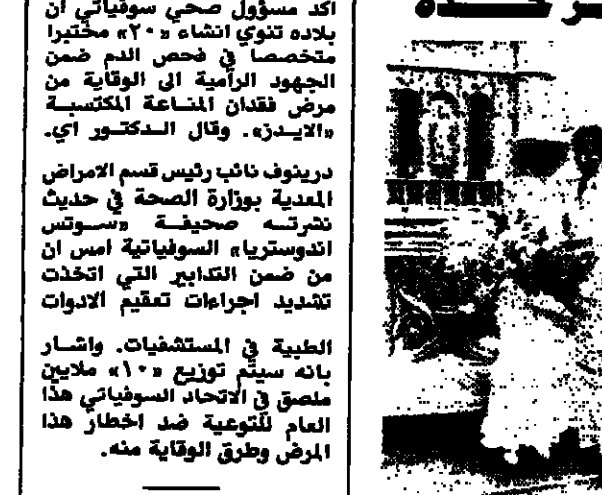 اكد مسؤول صحي سوفياتي ان
بلاده تنوي انشاء «٢٠» مختبرا
متخصصا في فحص الدم ضمن
الجهود الرامية الى الوقاية من
مرض فقدان المناعة المكتسبة
«الايدز». وقال الدكتور اي.
درينوف نائب رئيس قسم الامراض
المعدية بوزارة الصحة في حديث
نشرته صحيفة «سوتس
اندوستريا» السوفياتية امس ان
من ضمن التدابير التي اتخذت
تشديد اجراءات تعقيم الادوات
الطبية في المستشفيات. واشار
بانه سيتم توزيع «١٠» ملايين
ملصق في الاتحاد السوفياتي هذا
العام للتوعية ضد اخطار هذا
المرض وطرق الوقاية منه.